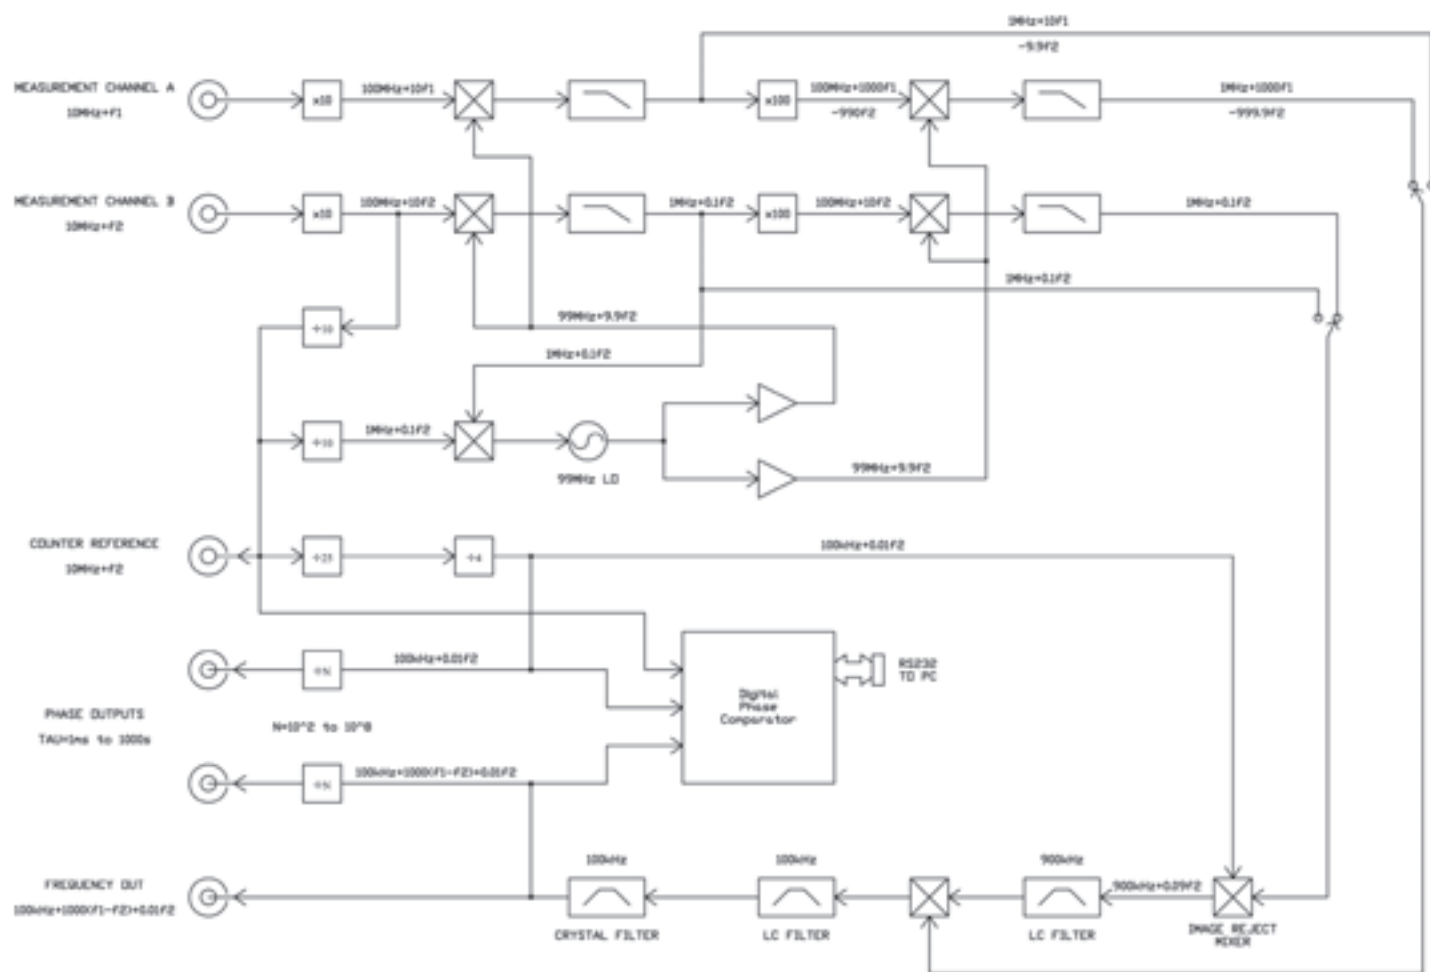 1MHz+10f1
-9.9f2
MEASUREMENT CHANNEL A
10MHz+f1
x10
100MHz+10f1
x100
100MHz+1000f1
-990f2
1MHz+1000f1
-999.9f2
MEASUREMENT CHANNEL B
10MHz+f2
x10
100MHz+10f2
1MHz+0.1f2
x100
100MHz+10f2
1MHz+0.1f2
1MHz+0.1f2
÷10
99MHz+9.9f2
1MHz+0.1f2
÷10
1MHz+0.1f2
99MHz LO
99MHz+9.9f2
COUNTER REFERENCE
10MHz+f2
÷25
÷4
100kHz+0.01f2
÷N
100kHz+0.01f2
Digital
Phase
Comparator
RS232
TO PC
PHASE OUTPUTS
TAU=1ms to 1000s
N=10^2 to 10^8
÷N
100kHz+1000(f1-f2)+0.01f2
FREQUENCY OUT
100kHz+1000(f1-f2)+0.01f2
100kHz
CRYSTAL FILTER
100kHz
LC FILTER
900kHz
LC FILTER
900kHz+0.09f2
IMAGE REJECT
MIXER